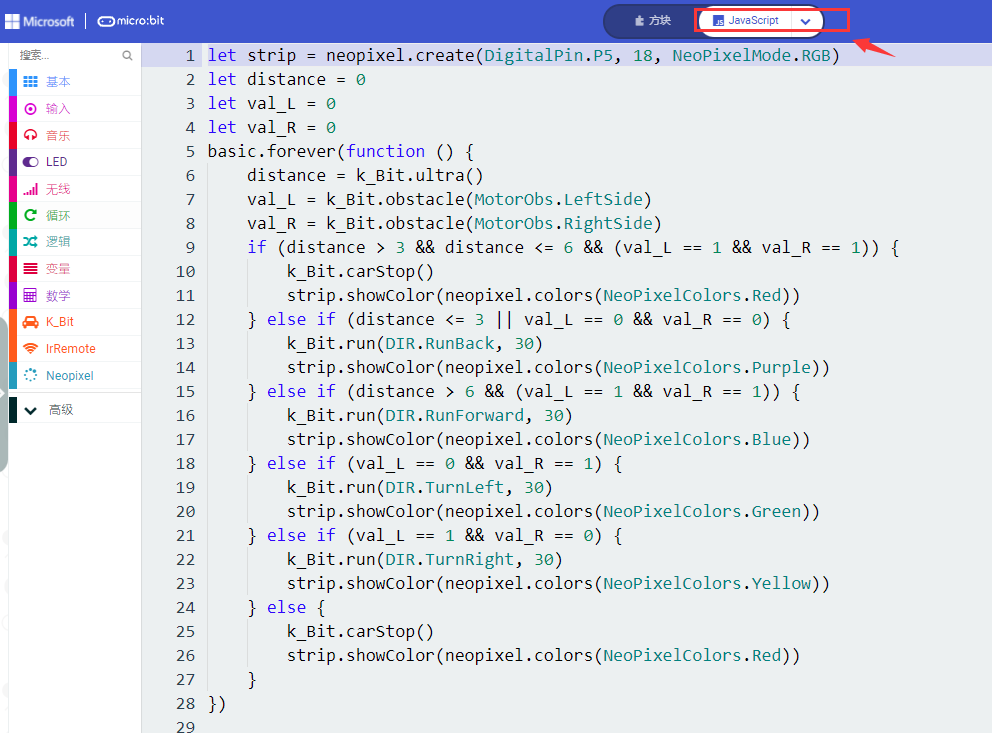 Microsoft micro:bit 方块 JavaScript
搜索...
基本
输入
音乐
LED
无线
循环
逻辑
变量
数学
K_Bit
IrRemote
Neopixel
高级
1 let strip = neopixel.create(DigitalPin.P5, 18, NeoPixelMode.RGB)
2 let distance = 0
3 let val_L = 0
4 let val_R = 0
5 basic.forever(function () {
6     distance = k_Bit.ultra()
7     val_L = k_Bit.obstacle(MotorObs.LeftSide)
8     val_R = k_Bit.obstacle(MotorObs.RightSide)
9     if (distance > 3 && distance <= 6 && (val_L == 1 && val_R == 1)) {
10         k_Bit.carStop()
11         strip.showColor(neopixel.colors(NeoPixelColors.Red))
12     } else if (distance <= 3 || val_L == 0 && val_R == 0) {
13         k_Bit.run(DIR.RunBack, 30)
14         strip.showColor(neopixel.colors(NeoPixelColors.Purple))
15     } else if (distance > 6 && (val_L == 1 && val_R == 1)) {
16         k_Bit.run(DIR.RunForward, 30)
17         strip.showColor(neopixel.colors(NeoPixelColors.Blue))
18     } else if (val_L == 0 && val_R == 1) {
19         k_Bit.run(DIR.TurnLeft, 30)
20         strip.showColor(neopixel.colors(NeoPixelColors.Green))
21     } else if (val_L == 1 && val_R == 0) {
22         k_Bit.run(DIR.TurnRight, 30)
23         strip.showColor(neopixel.colors(NeoPixelColors.Yellow))
24     } else {
25         k_Bit.carStop()
26         strip.showColor(neopixel.colors(NeoPixelColors.Red))
27     }
28 })
29